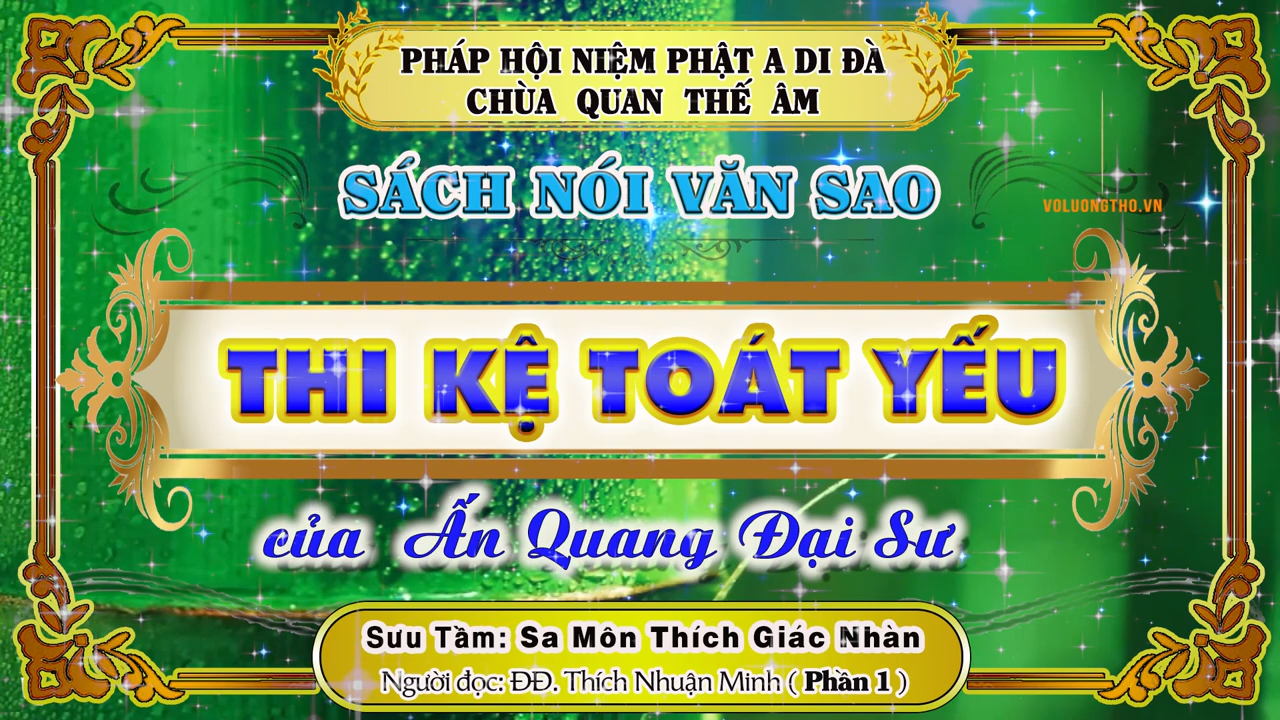 PHÁP HỘI NIỆM PHẬT A DI ĐÀ
CHÙA QUAN THẾ ÂM
SÁCH NÓI VĂN SAO
VOLUONGTHO.VN
THI KỆ TOÁT YẾU
của Ấn Quang Đại Sư
Sưu Tầm: Sa Môn Thích Giác Nhàn
Người đọc: ĐĐ. Thích Nhuận Minh ( Phần 1 )